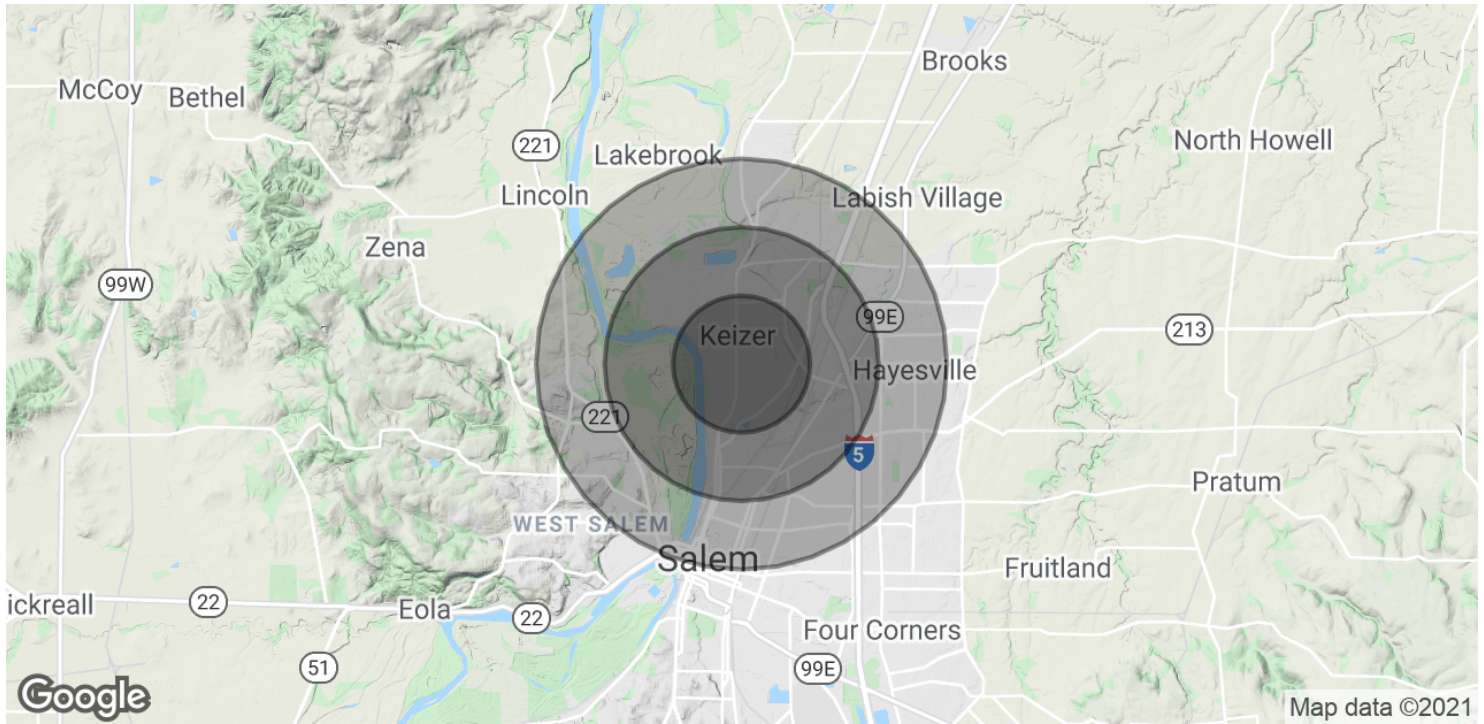 Brooks
McCoy
Bethel
North Howell
221
Lakebrook
Lincoln
Labish Village
Zena
99W
99E
213
Keizer
Hayesville
221
5
Pratum
WEST SALEM
Salem
Fruitland
ickreall
22
Eola
22
Four Corners
51
99E
Google
Map data ©2021